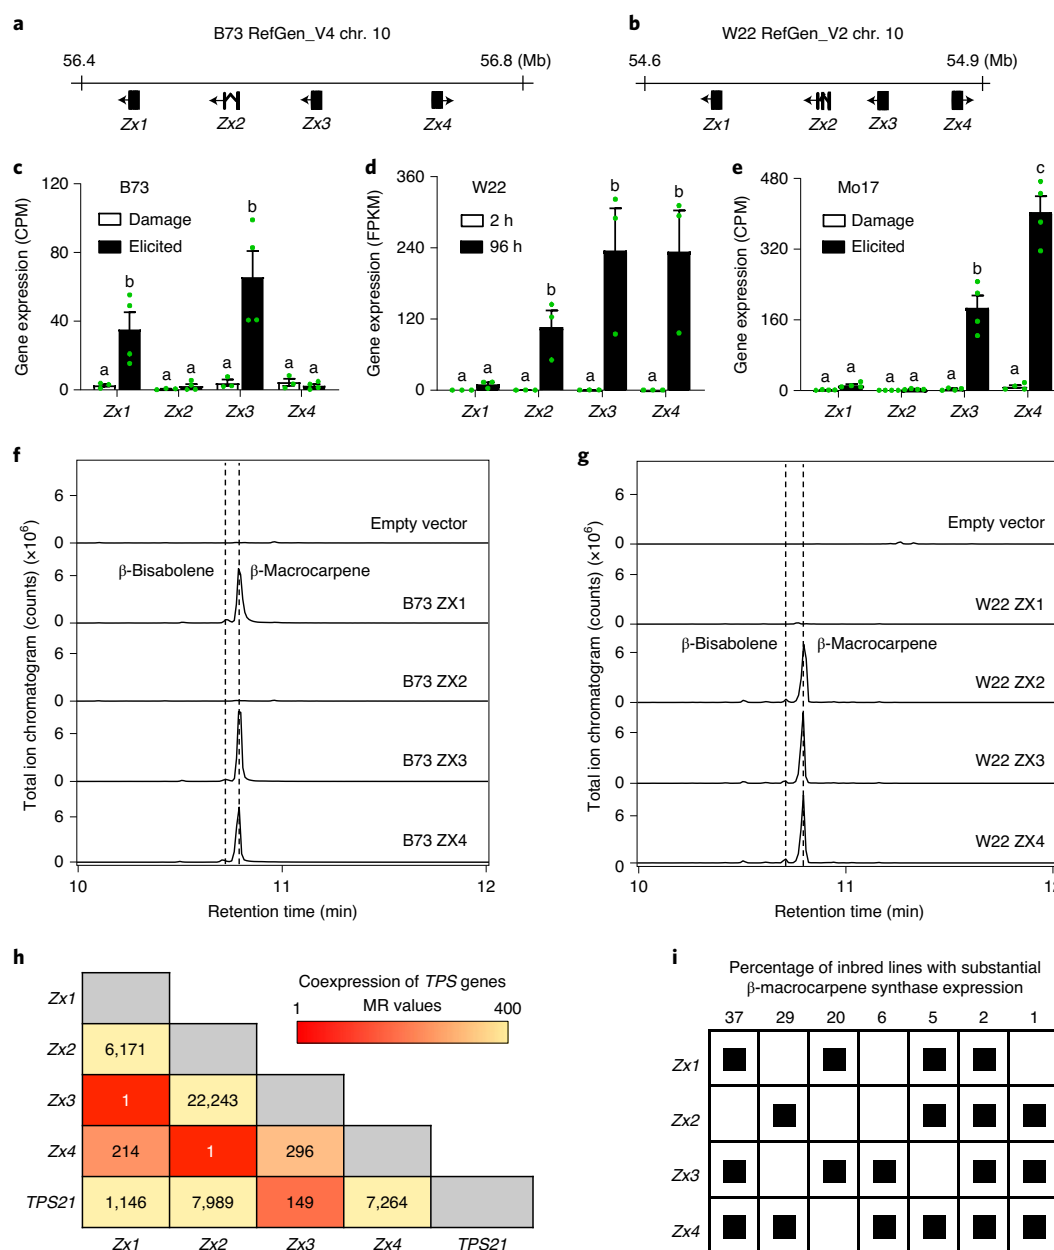 a
B73 RefGen_V4 chr. 10
56.4
56.8 (Mb)
Zx1
Zx2
Zx3
Zx4
b
W22 RefGen_V2 chr. 10
54.6
54.9 (Mb)
Zx1
Zx2
Zx3
Zx4
c
B73
Damage
Elicited
Gene expression (CPM)
120
80
40
0
a
b
a
a
a
b
a
a
Zx1
Zx2
Zx3
Zx4
d
W22
2 h
96 h
Gene expression (FPKM)
360
240
120
0
a
a
a
b
a
b
a
b
Zx1
Zx2
Zx3
Zx4
e
Mo17
Damage
Elicited
Gene expression (CPM)
480
320
160
0
a
a
a
a
a
b
a
c
Zx1
Zx2
Zx3
Zx4
f
Total ion chromatogram (counts) (×10⁶)
6
0
Empty vector
β-Bisabolene
β-Macrocarpene
6
0
B73 ZX1
6
0
B73 ZX2
6
0
B73 ZX3
6
0
B73 ZX4
10
11
12
Retention time (min)
g
Total ion chromatogram (counts) (×10⁶)
6
0
Empty vector
6
0
W22 ZX1
β-Bisabolene
β-Macrocarpene
6
0
W22 ZX2
6
0
W22 ZX3
6
0
W22 ZX4
10
11
Retention time (min)
h
Coexpression of TPS genes
MR values
1
400
Zx1
Zx2
6,171
Zx3
1
22,243
Zx4
214
1
296
TPS21
1,146
7,989
149
7,264
Zx1
Zx2
Zx3
Zx4
TPS21
i
Percentage of inbred lines with substantial
β-macrocarpene synthase expression
37
29
20
6
5
2
1
Zx1
Zx2
Zx3
Zx4